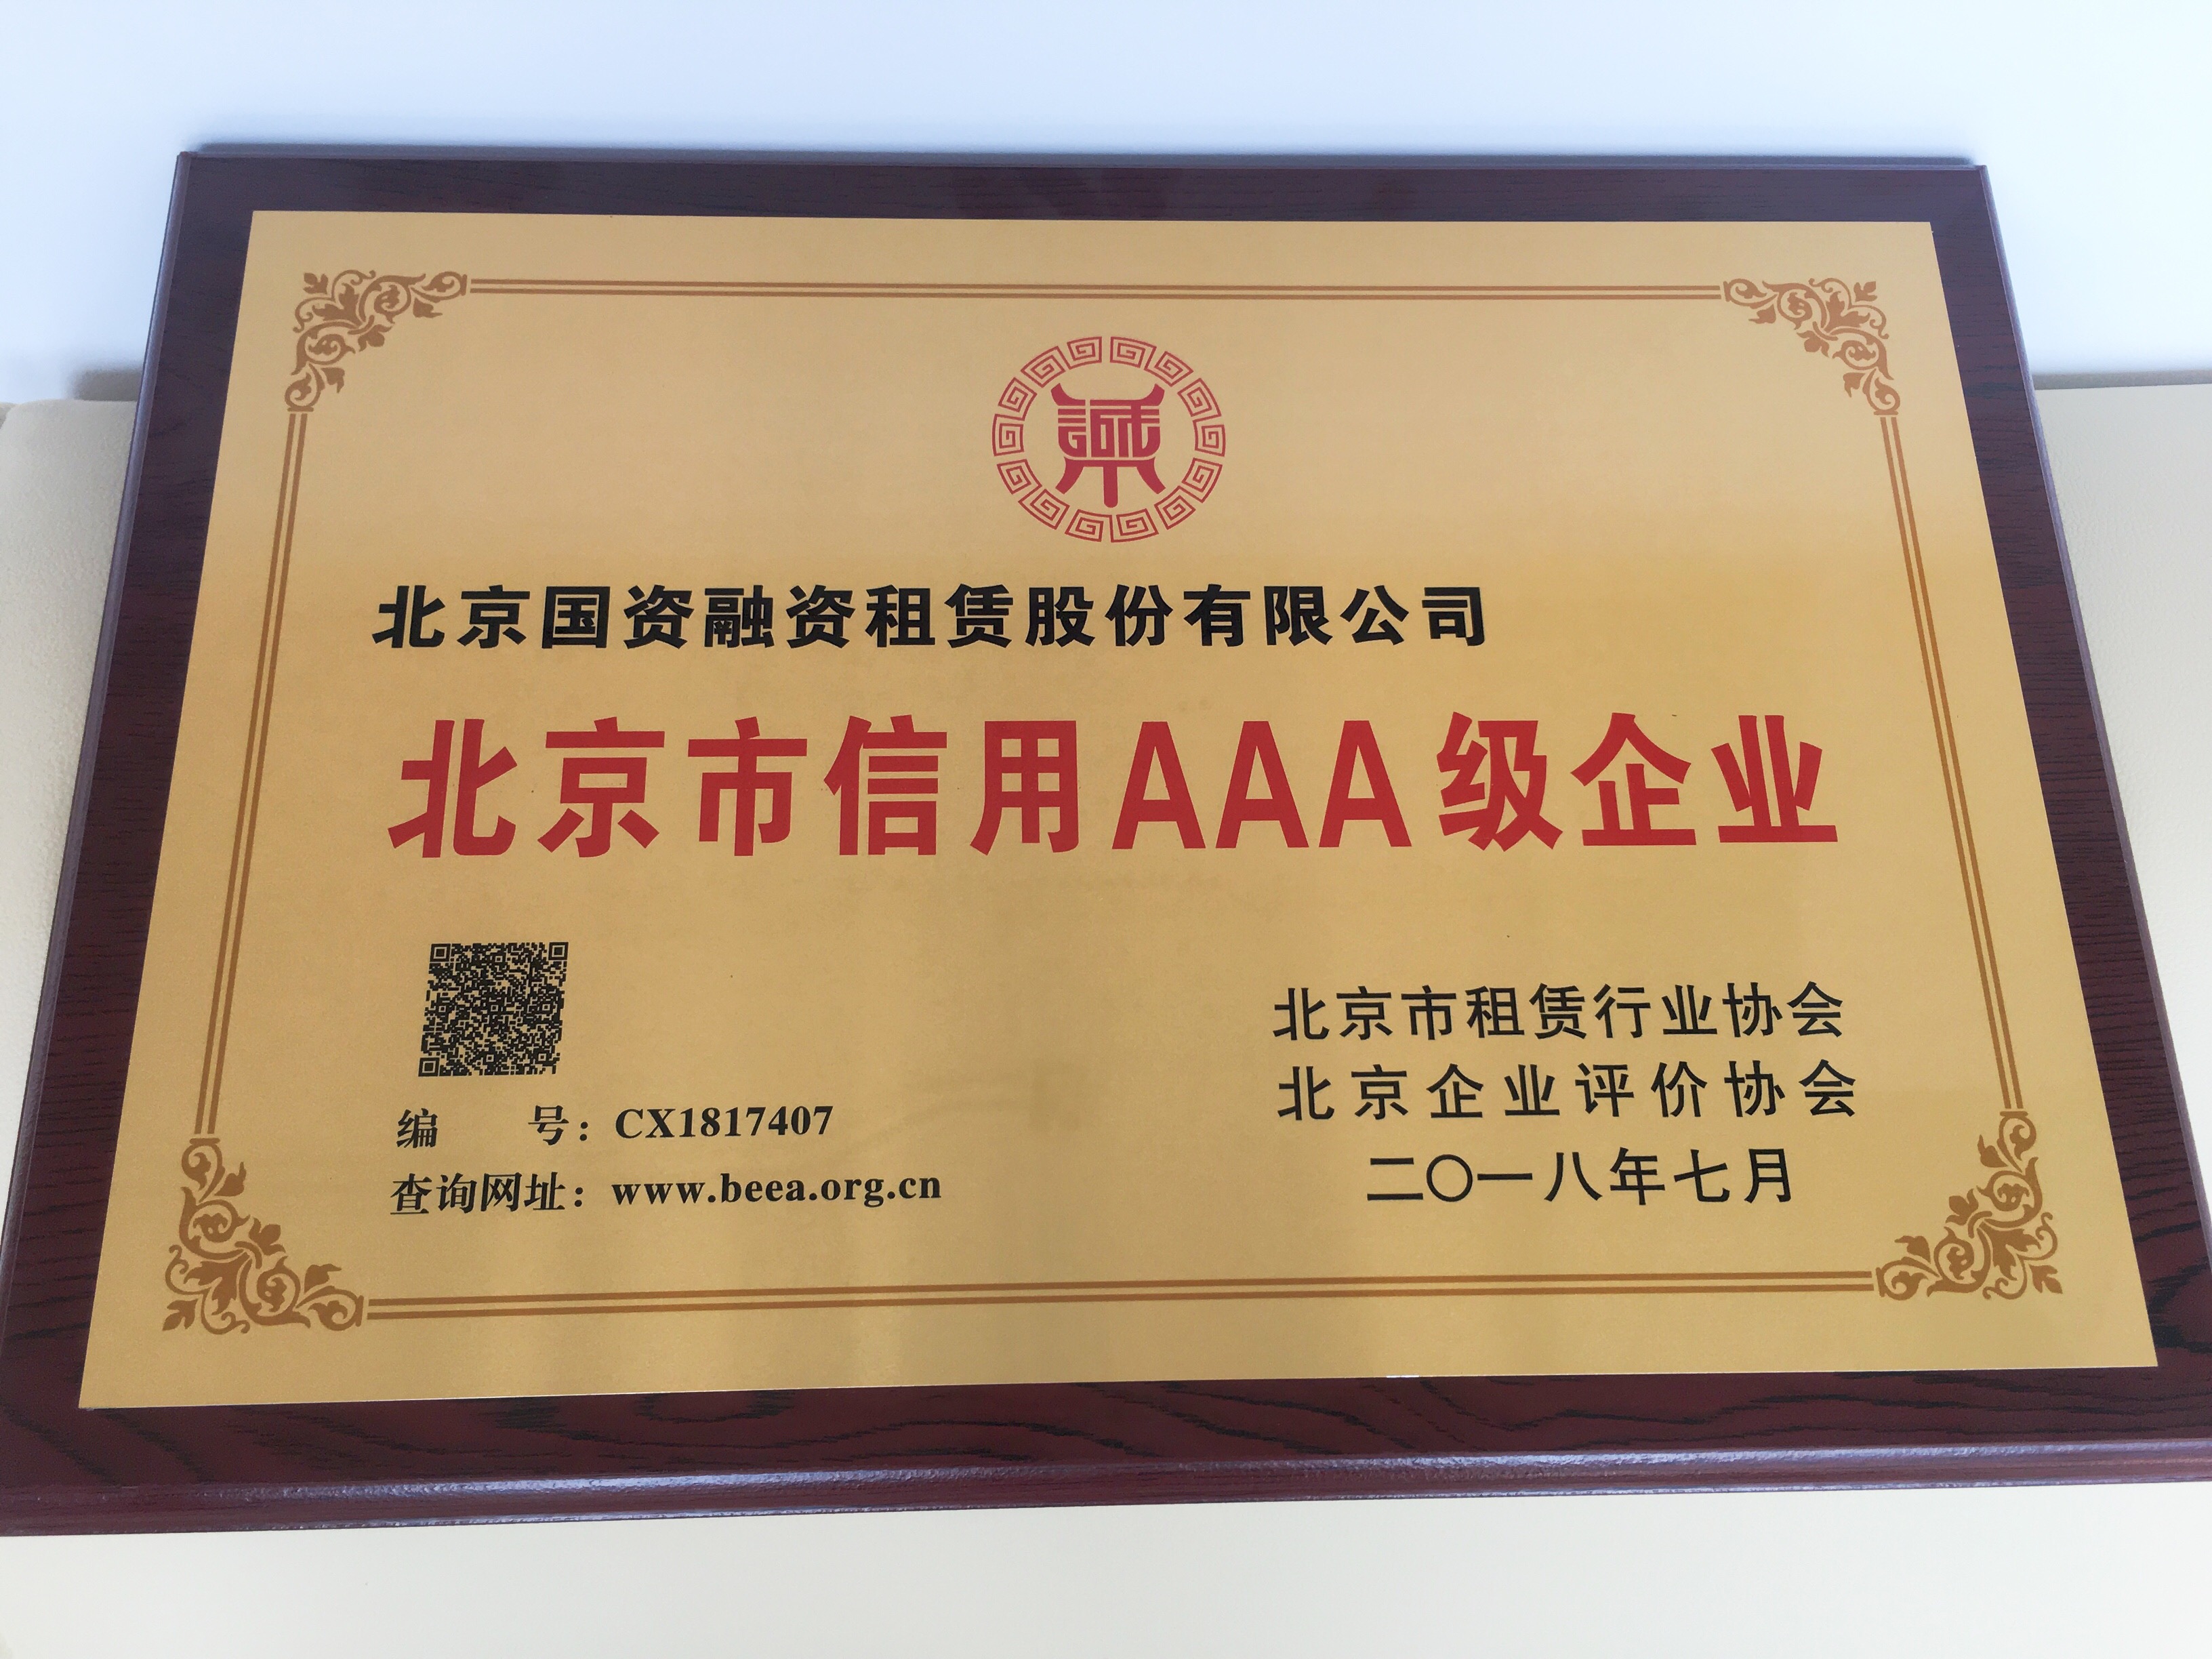 誠
北京国资融资租赁股份有限公司
北京市信用AAA级企业
编 号：CX1817407
查询网址：www.beea.org.cn
北京市租赁行业协会
北京企业评价协会
二〇一八年七月